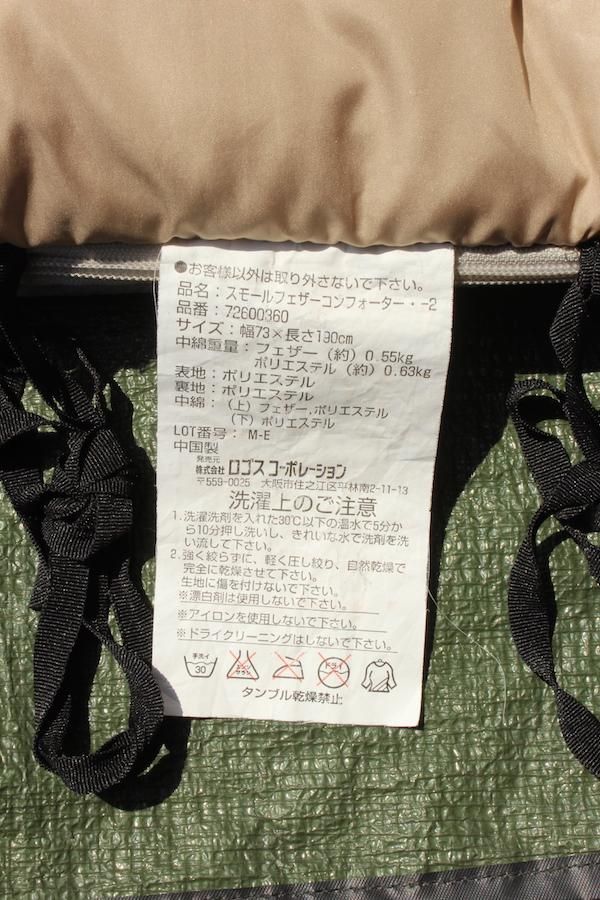 ●お客様以外は取り外さないで下さい。
品名：スモールフェザーコンフォーター・-2
品番：72600360
サイズ：幅73×長さ190cm
中綿重量：フェザー（約）0.55kg
ポリエステル（約）0.63kg
表地：ポリエステル
裏地：ポリエステル
中綿：（上）フェザー,ポリエステル
（下）ポリエステル
LOT番号：M-E
中国製
発売元
株式会社 ロゴス コーポレーション
〒559-0025　大阪市住之江区平林南2-11-13
洗濯上のご注意
1.洗濯洗剤を入れた30℃以下の温水で5分か
ら10分押し洗いし、きれいな水で洗剤を洗
い流して下さい。
2.強く絞らずに、軽く圧し絞り、自然乾燥で
完全に乾燥させて下さい。
生地に傷を付けないで下さい。
※漂白剤は使用しないで下さい。
※アイロンを使用しないで下さい。
※ドライクリーニングはしないで下さい。
手洗イ
30
エンソ
サラシ
ドライ
タンブル乾燥禁止